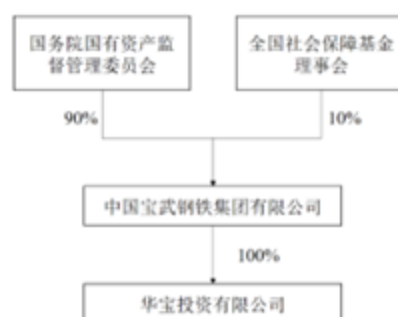 国务院国有资产监
督管理委员会
全国社会保障基金
理事会
90%
10%
中国宝武钢铁集团有限公司
100%
华宝投资有限公司